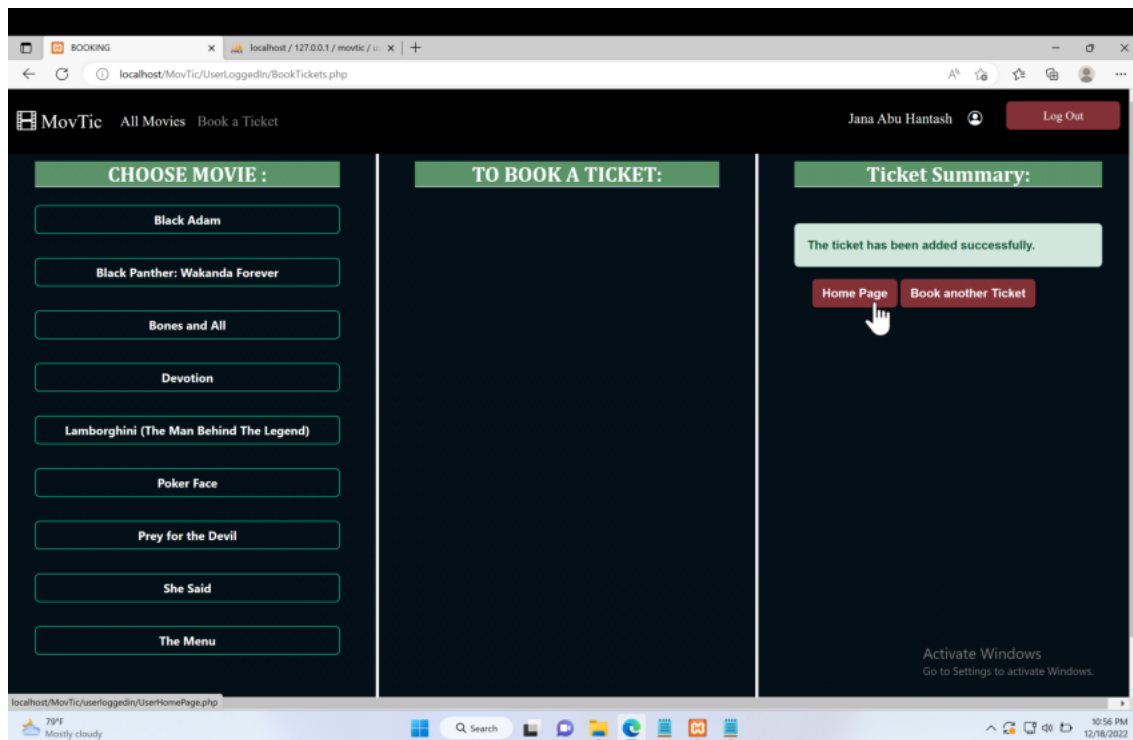 BOOKING
localhost / 127.0.0.1 / movtic / us
localhost/MovTic/UserLoggedIn/BookTickets.php
MovTic All Movies Book a Ticket
Jana Abu Hantash Log Out
CHOOSE MOVIE :
Black Adam
Black Panther: Wakanda Forever
Bones and All
Devotion
Lamborghini (The Man Behind The Legend)
Poker Face
Prey for the Devil
She Said
The Menu
TO BOOK A TICKET:
Ticket Summary:
The ticket has been added successfully.
Home Page Book another Ticket
Activate Windows
Go to Settings to activate Windows.
localhost/MovTic/userloggedin/UserHomePage.php
79°F
Mostly cloudy
Search
10:56 PM
12/18/2022